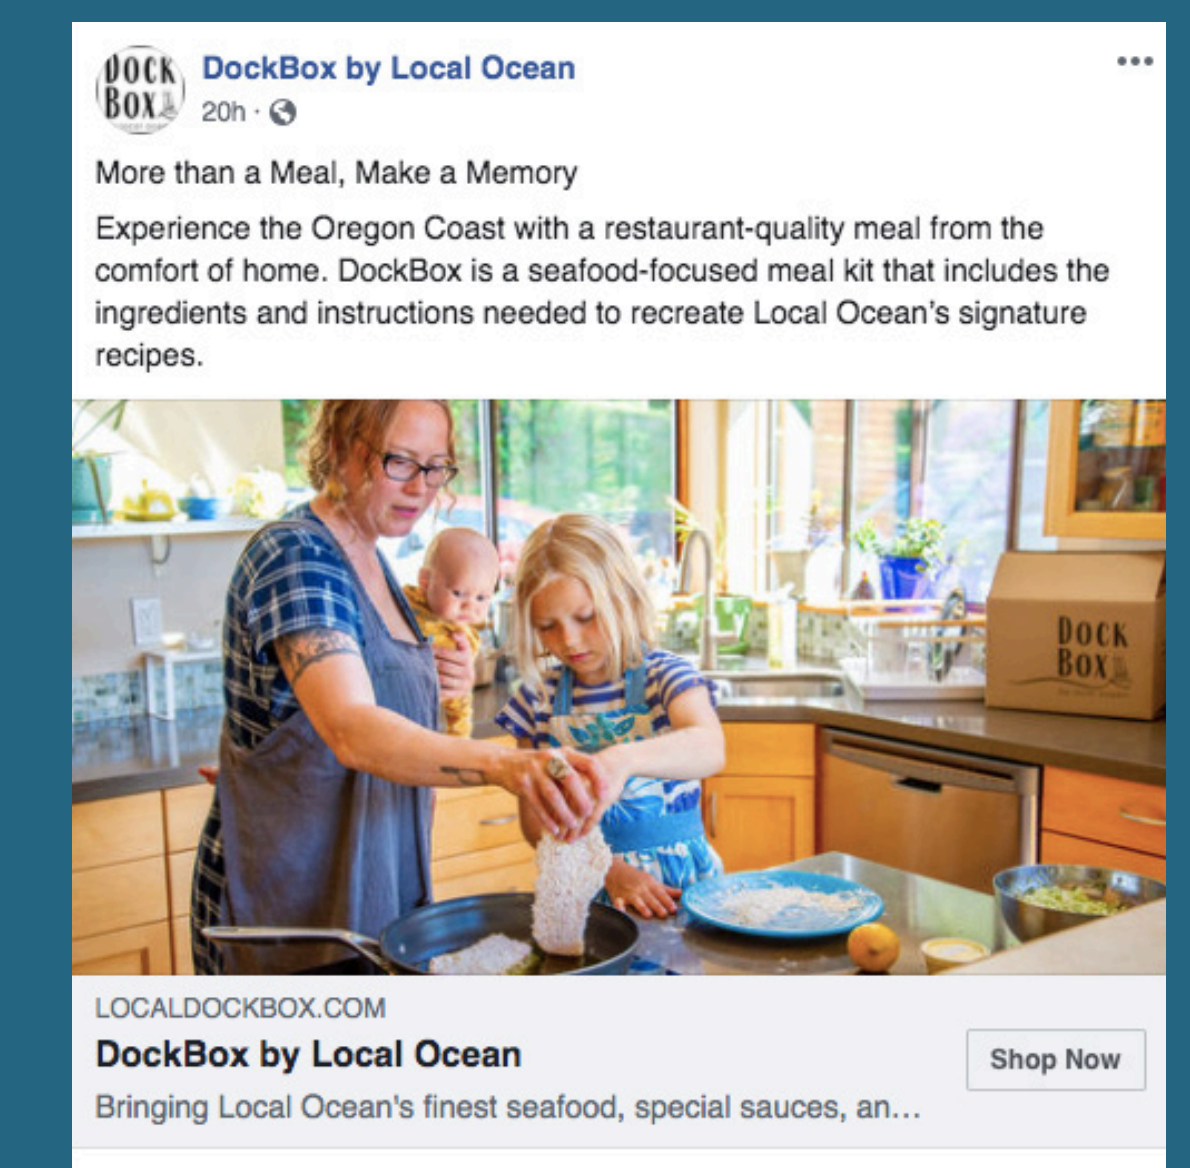 DOCK
BOX
DockBox by Local Ocean
20h ·
More than a Meal, Make a Memory
Experience the Oregon Coast with a restaurant-quality meal from the
comfort of home. DockBox is a seafood-focused meal kit that includes the
ingredients and instructions needed to recreate Local Ocean's signature
recipes.
DOCK
BOX
LOCALDOCKBOX.COM
DockBox by Local Ocean
Shop Now
Bringing Local Ocean's finest seafood, special sauces, an...